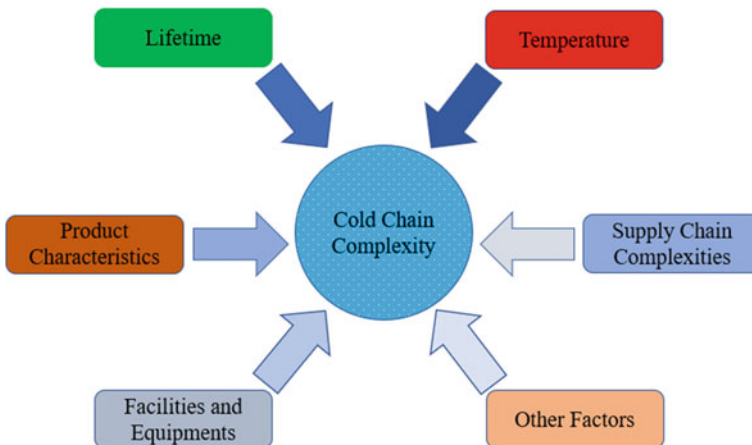 Lifetime
Temperature
Cold Chain
Complexity
Product
Characteristics
Supply Chain
Complexities
Facilities and
Equipments
Other Factors